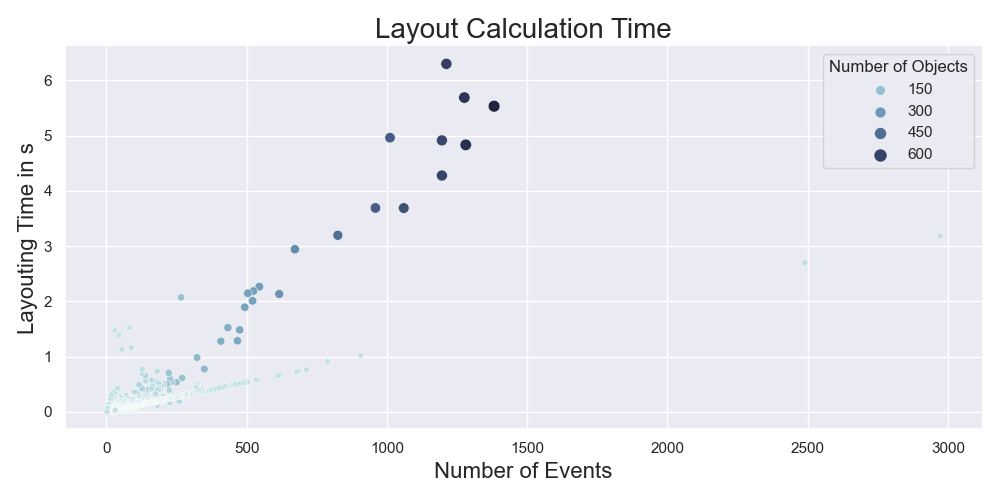 Layout Calculation Time
Layouting Time in s
6
5
4
3
2
1
0
0 500 1000 1500 2000 2500 3000
Number of Events
Number of Objects
150
300
450
600